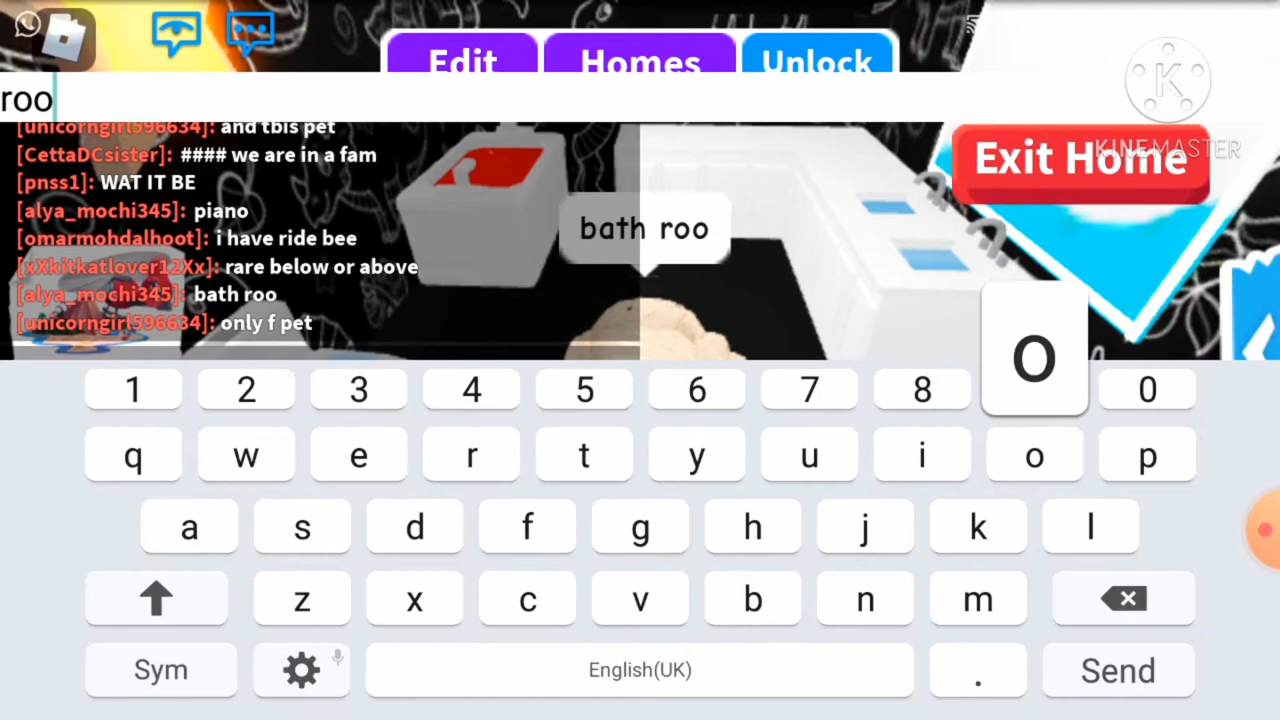 Edit Homes Unlock
roo
[unicorngirl596634]: and tbis pet
[CettaDCsister]: #### we are in a fam
[pnss1]: WAT IT BE
[alya_mochi345]: piano
[omarmohdalhoot]: i have ride bee
[xXkitkatlover12Xx]: rare below or above
[alya_mochi345]: bath roo
[unicorngirl596634]: only f pet
bath roo
K
KINEMASTER
Exit Home
o
1 2 3 4 5 6 7 8 0
q w e r t y u i o p
a s d f g h j k l
z x c v b n m
Sym English(UK) . Send